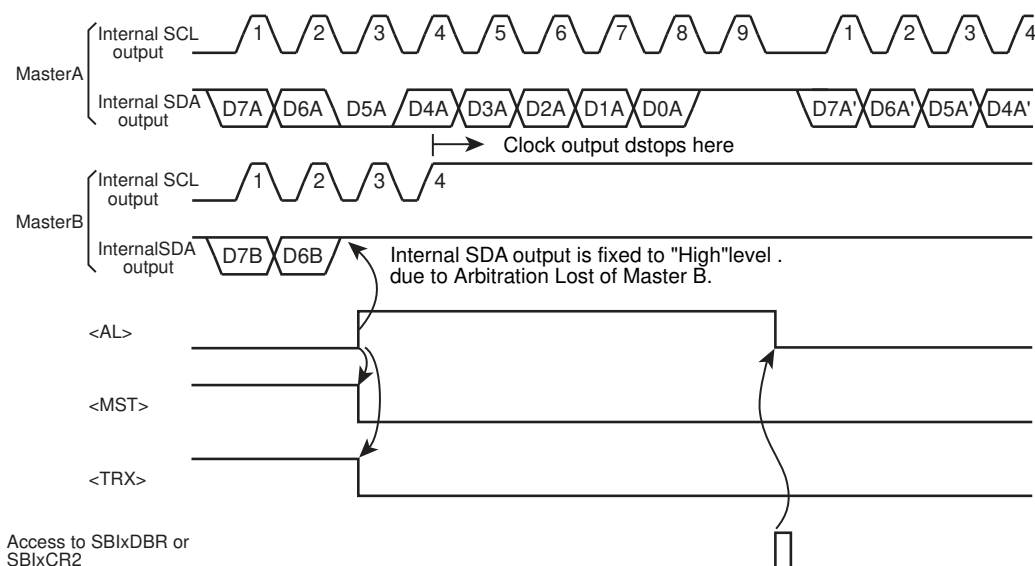 Internal SCL
output
1 2 3 4 5 6 7 8 9 1 2 3 4
MasterA
Internal SDA
output
D7A D6A D5A D4A D3A D2A D1A D0A D7A' D6A' D5A' D4A'
Clock output dstops here
Internal SCL
output
1 2 3 4
MasterB
InternalSDA
output
D7B D6B
Internal SDA output is fixed to "High"level .
due to Arbitration Lost of Master B.
<AL>
<MST>
<TRX>
Access to SBIxDBR or
SBIxCR2